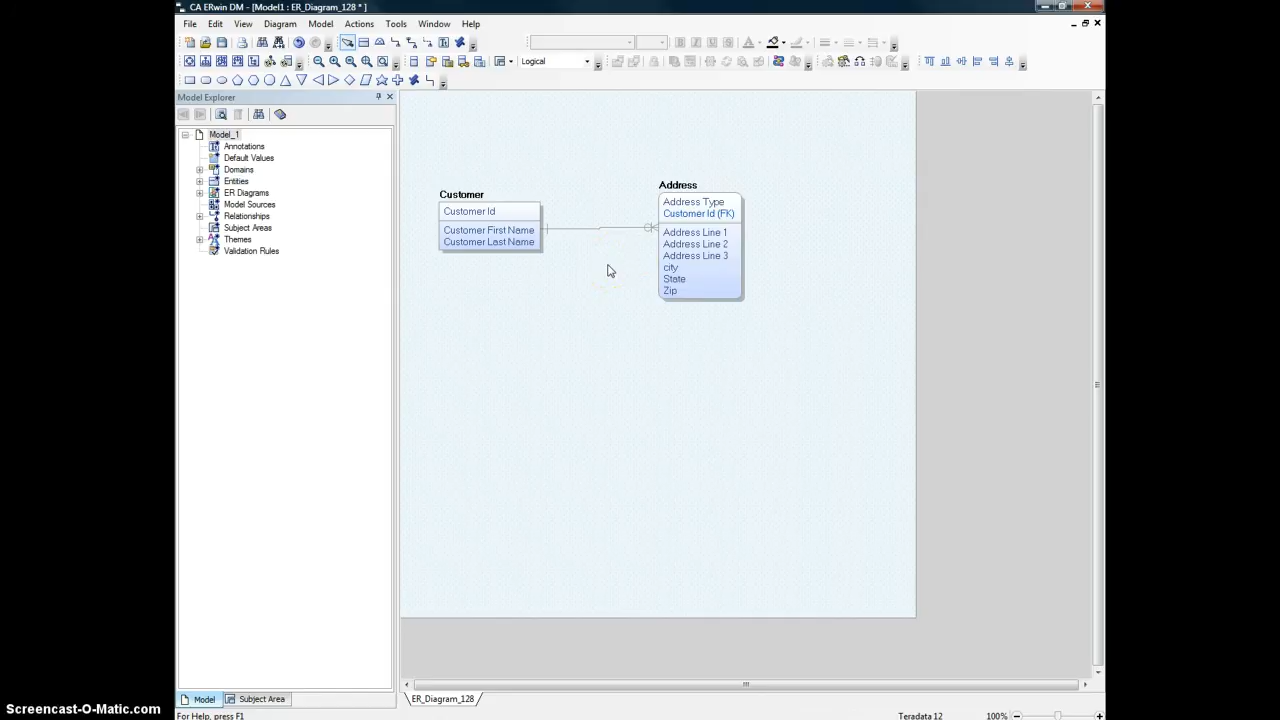 CA ERwin DM - [Model1 : ER_Diagram_128 * ]
File Edit View Diagram Model Actions Tools Window Help
Logical
Model Explorer
Model_1
Annotations
Default Values
Domains
Entities
ER Diagrams
Model Sources
Relationships
Subject Areas
Themes
Validation Rules
Customer
Customer Id
Customer First Name
Customer Last Name
Address
Address Type
Customer Id (FK)
Address Line 1
Address Line 2
Address Line 3
city
State
Zip
Model Subject Area
ER_Diagram_128
For Help, press F1
Teradata 12 100%
Screencast-O-Matic.com